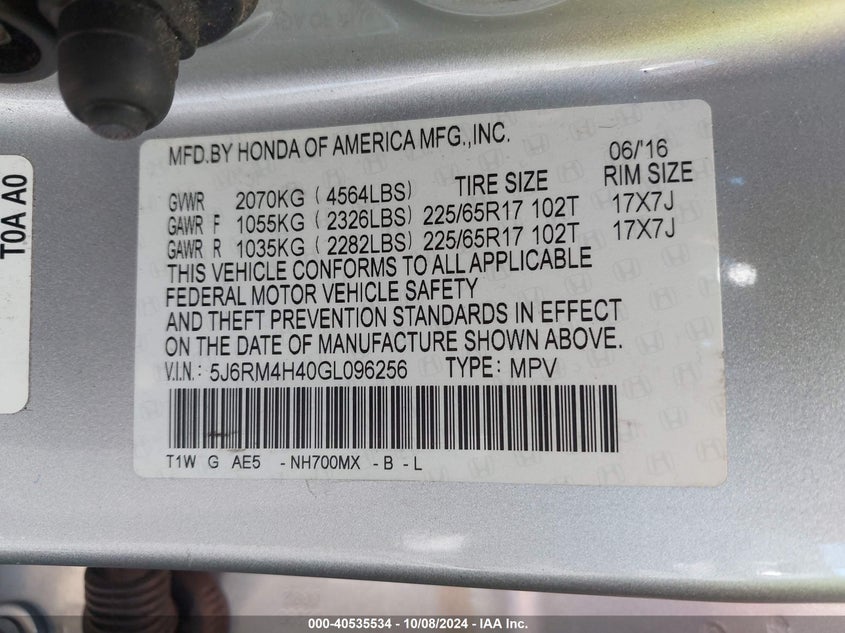 MFD.BY HONDA OF AMERICA MFG.,INC. 06/'16
GVWR 2070KG (4564LBS) TIRE SIZE RIM SIZE
GAWR F 1055KG (2326LBS) 225/65R17 102T 17X7J
GAWR R 1035KG (2282LBS) 225/65R17 102T 17X7J
THIS VEHICLE CONFORMS TO ALL APPLICABLE
FEDERAL MOTOR VEHICLE SAFETY
AND THEFT PREVENTION STANDARDS IN EFFECT
ON THE DATE OF MANUFACTURE SHOWN ABOVE.
V.I.N.: 5J6RM4H40GL096256 TYPE: MPV
T1W G AE5 -NH700MX -B -L
T0A A0
000-40535534 - 10/08/2024 - IAA Inc.